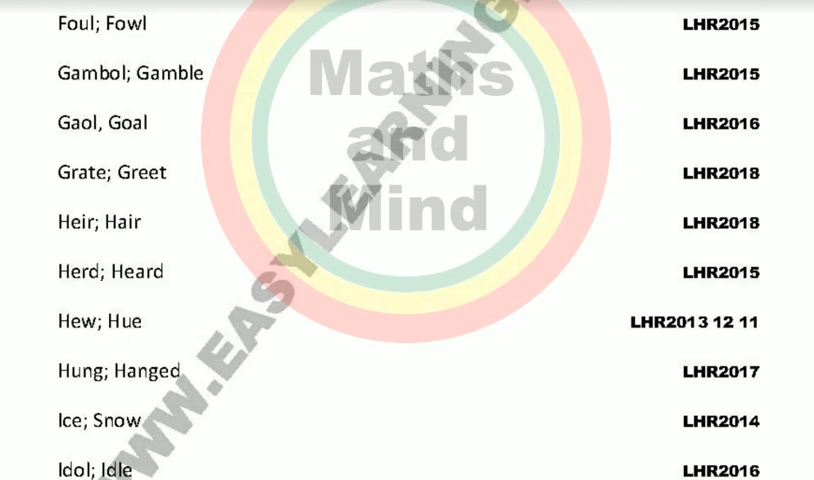 Foul; Fowl LHR2015
Gambol; Gamble LHR2015
Gaol, Goal LHR2016
Grate; Greet LHR2018
Heir; Hair LHR2018
Herd; Heard LHR2015
Hew; Hue LHR2013 12 11
Hung; Hanged LHR2017
Ice; Snow LHR2014
Idol; Idle LHR2016
Maths
and
Mind
WWW.EASYLEARNING